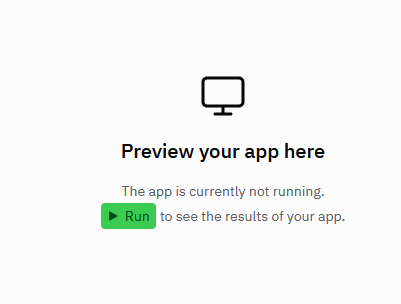 Preview your app here
The app is currently not running.
Run to see the results of your app.